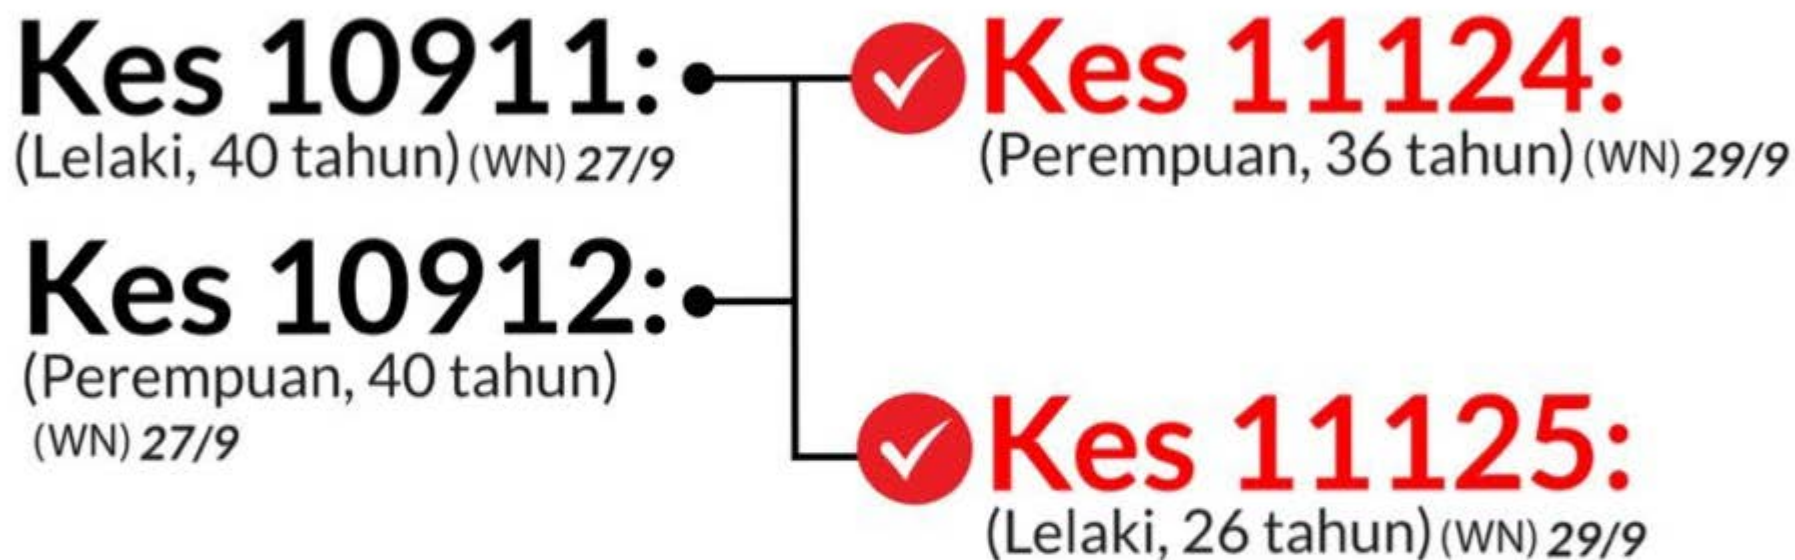 Kes 10911:
(Lelaki, 40 tahun) (WN) 27/9
Kes 10912:
(Perempuan, 40 tahun)
(WN) 27/9
Kes 11124:
(Perempuan, 36 tahun) (WN) 29/9
Kes 11125:
(Lelaki, 26 tahun) (WN) 29/9